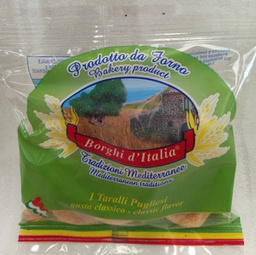 Prodotto da Forno
Bakery product
Borghi d'Italia®
Tradizioni Mediterranee
Mediterranean traditions
I Taralli Pugliesi
gusto classico - classic flavor